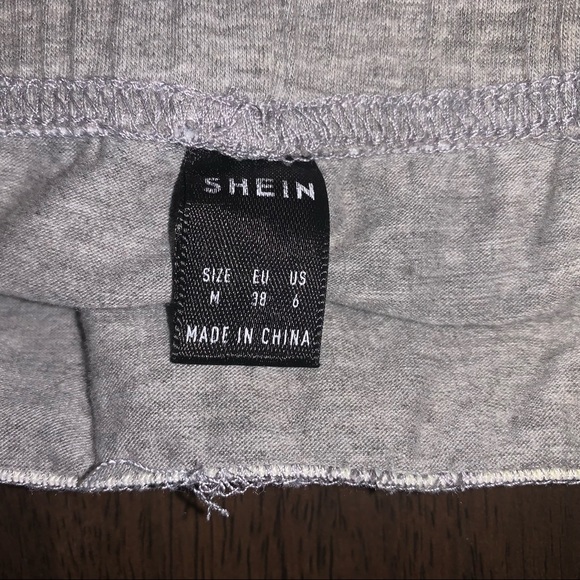 SHEIN
SIZE EU US
M 38 6
MADE IN CHINA